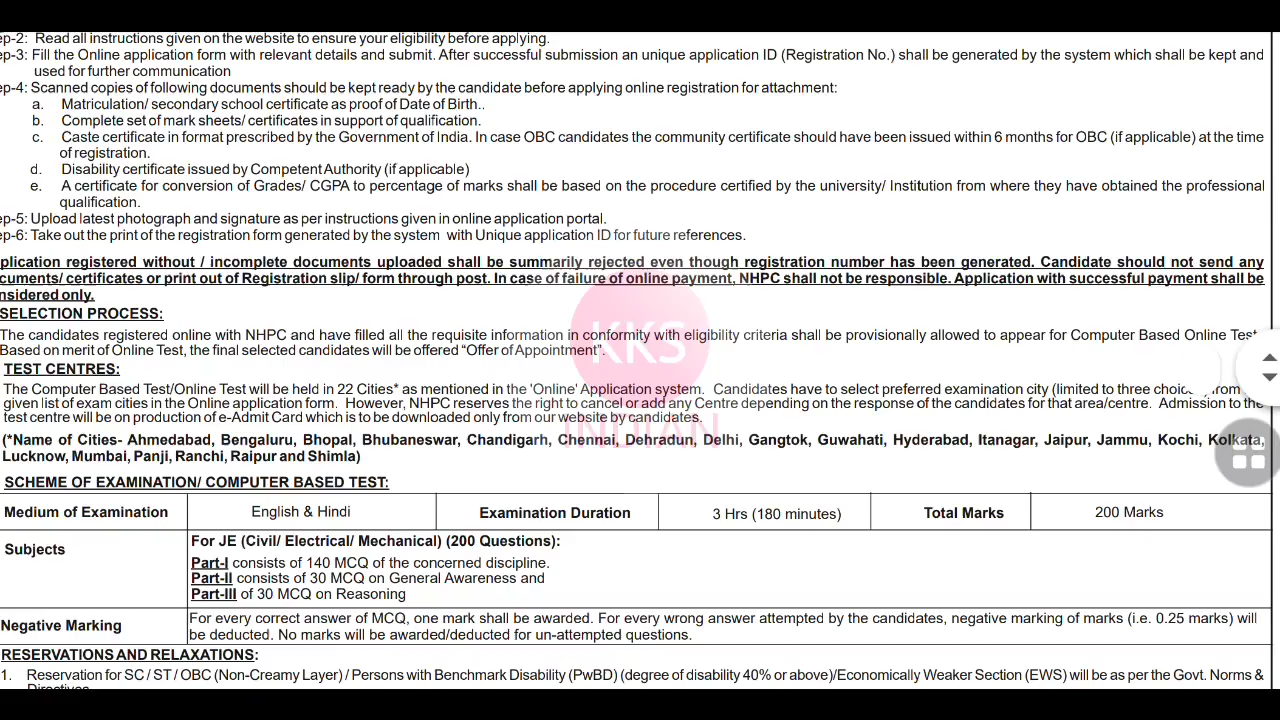 ep-2: Read all instructions given on the website to ensure your eligibility before applying.
ep-3: Fill the Online application form with relevant details and submit. After successful submission an unique application ID (Registration No.) shall be generated by the system which shall be kept and
used for further communication
ep-4: Scanned copies of following documents should be kept ready by the candidate before applying online registration for attachment:
a. Matriculation/ secondary school certificate as proof of Date of Birth..
b. Complete set of mark sheets/ certificates in support of qualification.
c. Caste certificate in format prescribed by the Government of India. In case OBC candidates the community certificate should have been issued within 6 months for OBC (if applicable) at the time
of registration.
d. Disability certificate issued by Competent Authority (if applicable)
e. A certificate for conversion of Grades/ CGPA to percentage of marks shall be based on the procedure certified by the university/ Institution from where they have obtained the professional
qualification.
ep-5: Upload latest photograph and signature as per instructions given in online application portal.
ep-6: Take out the print of the registration form generated by the system with Unique application ID for future references.
plication registered without / incomplete documents uploaded shall be summarily rejected even though registration number has been generated. Candidate should not send any
cuments/ certificates or print out of Registration slip/ form through post. In case of failure of online payment, NHPC shall not be responsible. Application with successful payment shall be
nsidered only.
SELECTION PROCESS:
The candidates registered online with NHPC and have filled all the requisite information in conformity with eligibility criteria shall be provisionally allowed to appear for Computer Based Online Test.
Based on merit of Online Test, the final selected candidates will be offered “Offer of Appointment”.
KKS
TEST CENTRES:
The Computer Based Test/Online Test will be held in 22 Cities* as mentioned in the 'Online' Application system. Candidates have to select preferred examination city (limited to three from
given list of exam cities in the Online application form. However, NHPC reserves the right to cancel or add any Centre depending on the response of the candidates for that area/centre. Admission to the
test centre will be on production of e-Admit Card which is to be downloaded only from our website by candidates.
INDIAN
(*Name of Cities- Ahmedabad, Bengaluru, Bhopal, Bhubaneswar, Chandigarh, Chennai, Dehradun, Delhi, Gangtok, Guwahati, Hyderabad, Itanagar, Jaipur, Jammu, Kochi, Kolkata,
Lucknow, Mumbai, Panji, Ranchi, Raipur and Shimla)
SCHEME OF EXAMINATION/ COMPUTER BASED TEST:
Medium of Examination English & Hindi Examination Duration 3 Hrs (180 minutes) Total Marks 200 Marks
Subjects
For JE (Civil/ Electrical/ Mechanical) (200 Questions):
Part-I consists of 140 MCQ of the concerned discipline.
Part-II consists of 30 MCQ on General Awareness and
Part-III of 30 MCQ on Reasoning
Negative Marking
For every correct answer of MCQ, one mark shall be awarded. For every wrong answer attempted by the candidates, negative marking of marks (i.e. 0.25 marks) will
be deducted. No marks will be awarded/deducted for un-attempted questions.
RESERVATIONS AND RELAXATIONS:
1. Reservation for SC / ST / OBC (Non-Creamy Layer) / Persons with Benchmark Disability (PwBD) (degree of disability 40% or above)/Economically Weaker Section (EWS) will be as per the Govt. Norms &